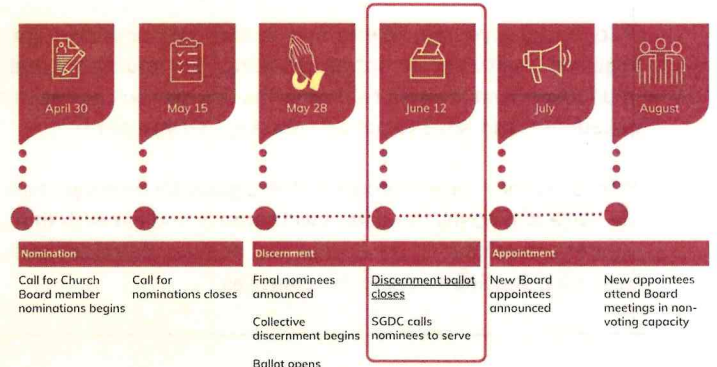 April 30
May 15
May 28
June 12
July
August
Nomination
Discernment
Appointment
Call for Church
Board member
nominations begins
Call for
nominations closes
Final nominees
announced
Collective
discernment begins
Ballot opens
Discernment ballot
closes
SGDC calls
nominees to serve
New Board
appointees
announced
New appointees
attend Board
meetings in non-
voting capacity